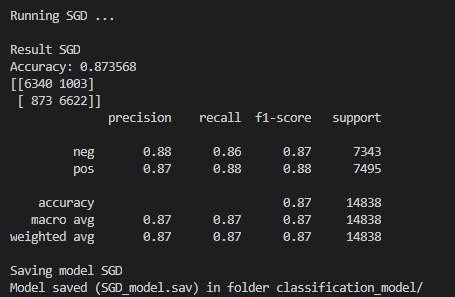 Running SGD ...
Result SGD
Accuracy: 0.873568
[[6340 1003]
 [ 873 6622]]
              precision    recall  f1-score   support
         neg       0.88      0.86      0.87      7343
         pos       0.87      0.88      0.88      7495
    accuracy                           0.87     14838
   macro avg       0.87      0.87      0.87     14838
weighted avg       0.87      0.87      0.87     14838
Saving model SGD
Model saved (SGD_model.sav) in folder classification_model/